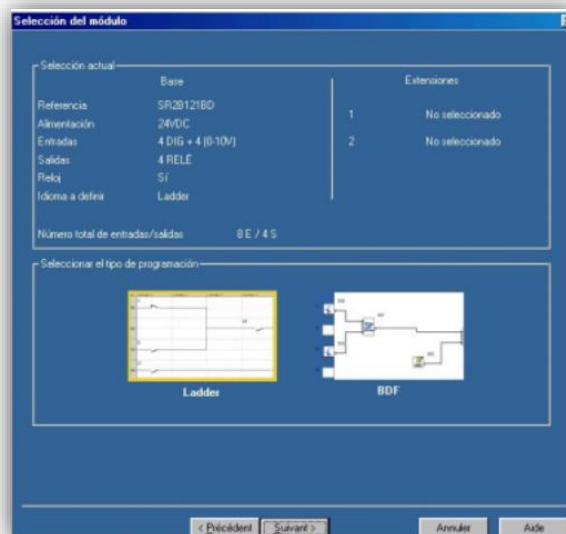 Selección del módulo
Selección actual
Base
Extensiones
Referencia SR2B121BD
1 No seleccionado
Alimentación 24VDC
Entradas 4 DIG + 4 (0-10V)
2 No seleccionado
Salidas 4 RELÉ
Reloj Sí
Idioma a definir Ladder
Número total de entradas/salidas 8 E / 4 S
Seleccionar el tipo de programación
Ladder
BDF
< Précédent
Suivant >
Annuler
Aide